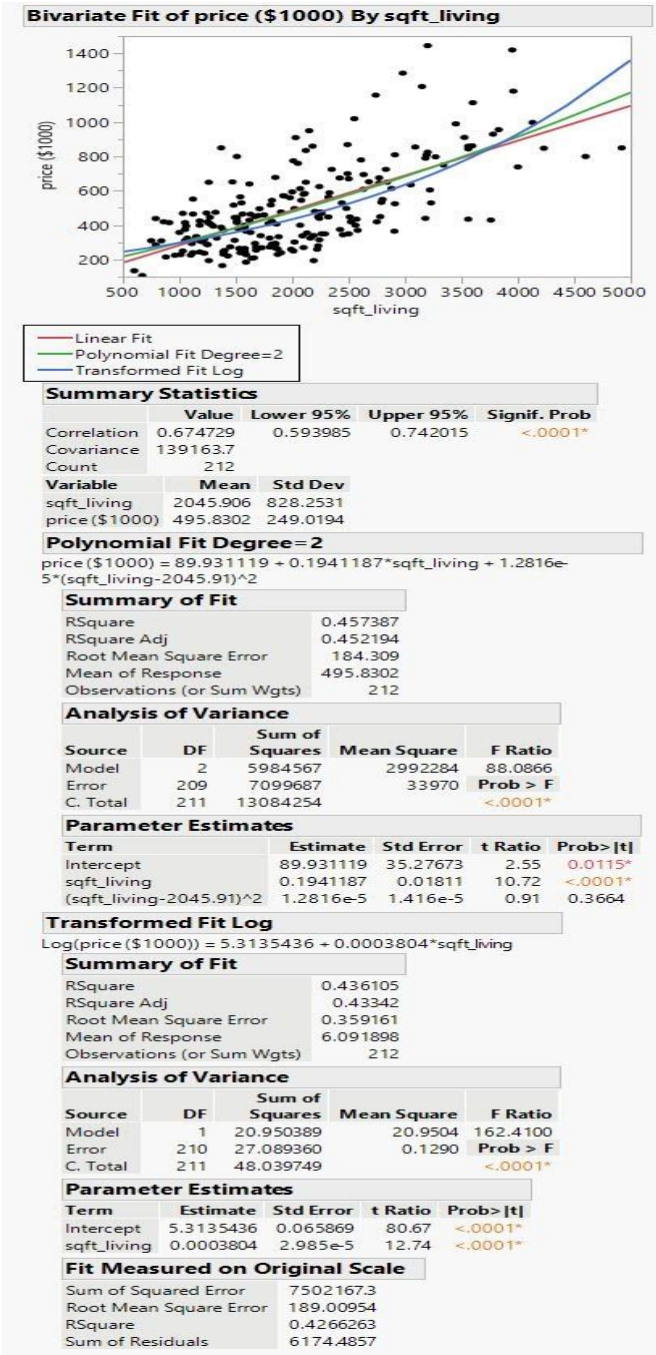 Bivariate Fit of price ($1000) By sqft_living
1400
1200
1000
800
600
400
200
price ($1000)
500 1000 1500 2000 2500 3000 3500 4000 4500 5000
sqft_living
Linear Fit
Polynomial Fit Degree=2
Transformed Fit Log
Summary Statistics
Value Lower 95% Upper 95% Signif. Prob
Correlation 0.674729 0.593985 0.742015 <.0001*
Covariance 139163.7
Count 212
Variable Mean Std Dev
sqft_living 2045.906 828.2531
price ($1000) 495.8302 249.0194
Polynomial Fit Degree=2
price ($1000) = 89.931119 + 0.1941187*sqft_living + 1.2816e-
5*(sqft_living-2045.91)^2
Summary of Fit
RSquare 0.457387
RSquare Adj 0.452194
Root Mean Square Error 184.309
Mean of Response 495.8302
Observations (or Sum Wgts) 212
Analysis of Variance
Sum of
Source DF Squares Mean Square F Ratio
Model 2 5984567 2992284 88.0866
Error 209 7099687 33970 Prob > F
C. Total 211 13084254 <.0001*
Parameter Estimates
Term Estimate Std Error t Ratio Prob>|t|
Intercept 89.931119 35.27673 2.55 0.0115*
sqft_living 0.1941187 0.01811 10.72 <.0001*
(sqft_living-2045.91)^2 1.2816e-5 1.416e-5 0.91 0.3664
Transformed Fit Log
Log(price ($1000)) = 5.3135436 + 0.0003804*sqft_living
Summary of Fit
RSquare 0.436105
RSquare Adj 0.43342
Root Mean Square Error 0.359161
Mean of Response 6.091898
Observations (or Sum Wgts) 212
Analysis of Variance
Sum of
Source DF Squares Mean Square F Ratio
Model 1 20.950389 20.9504 162.4100
Error 210 27.089360 0.1290 Prob > F
C. Total 211 48.039749 <.0001*
Parameter Estimates
Term Estimate Std Error t Ratio Prob>|t|
Intercept 5.3135436 0.065869 80.67 <.0001*
sqft_living 0.0003804 2.985e-5 12.74 <.0001*
Fit Measured on Original Scale
Sum of Squared Error 7502167.3
Root Mean Square Error 189.00954
RSquare 0.4266263
Sum of Residuals 6174.4857